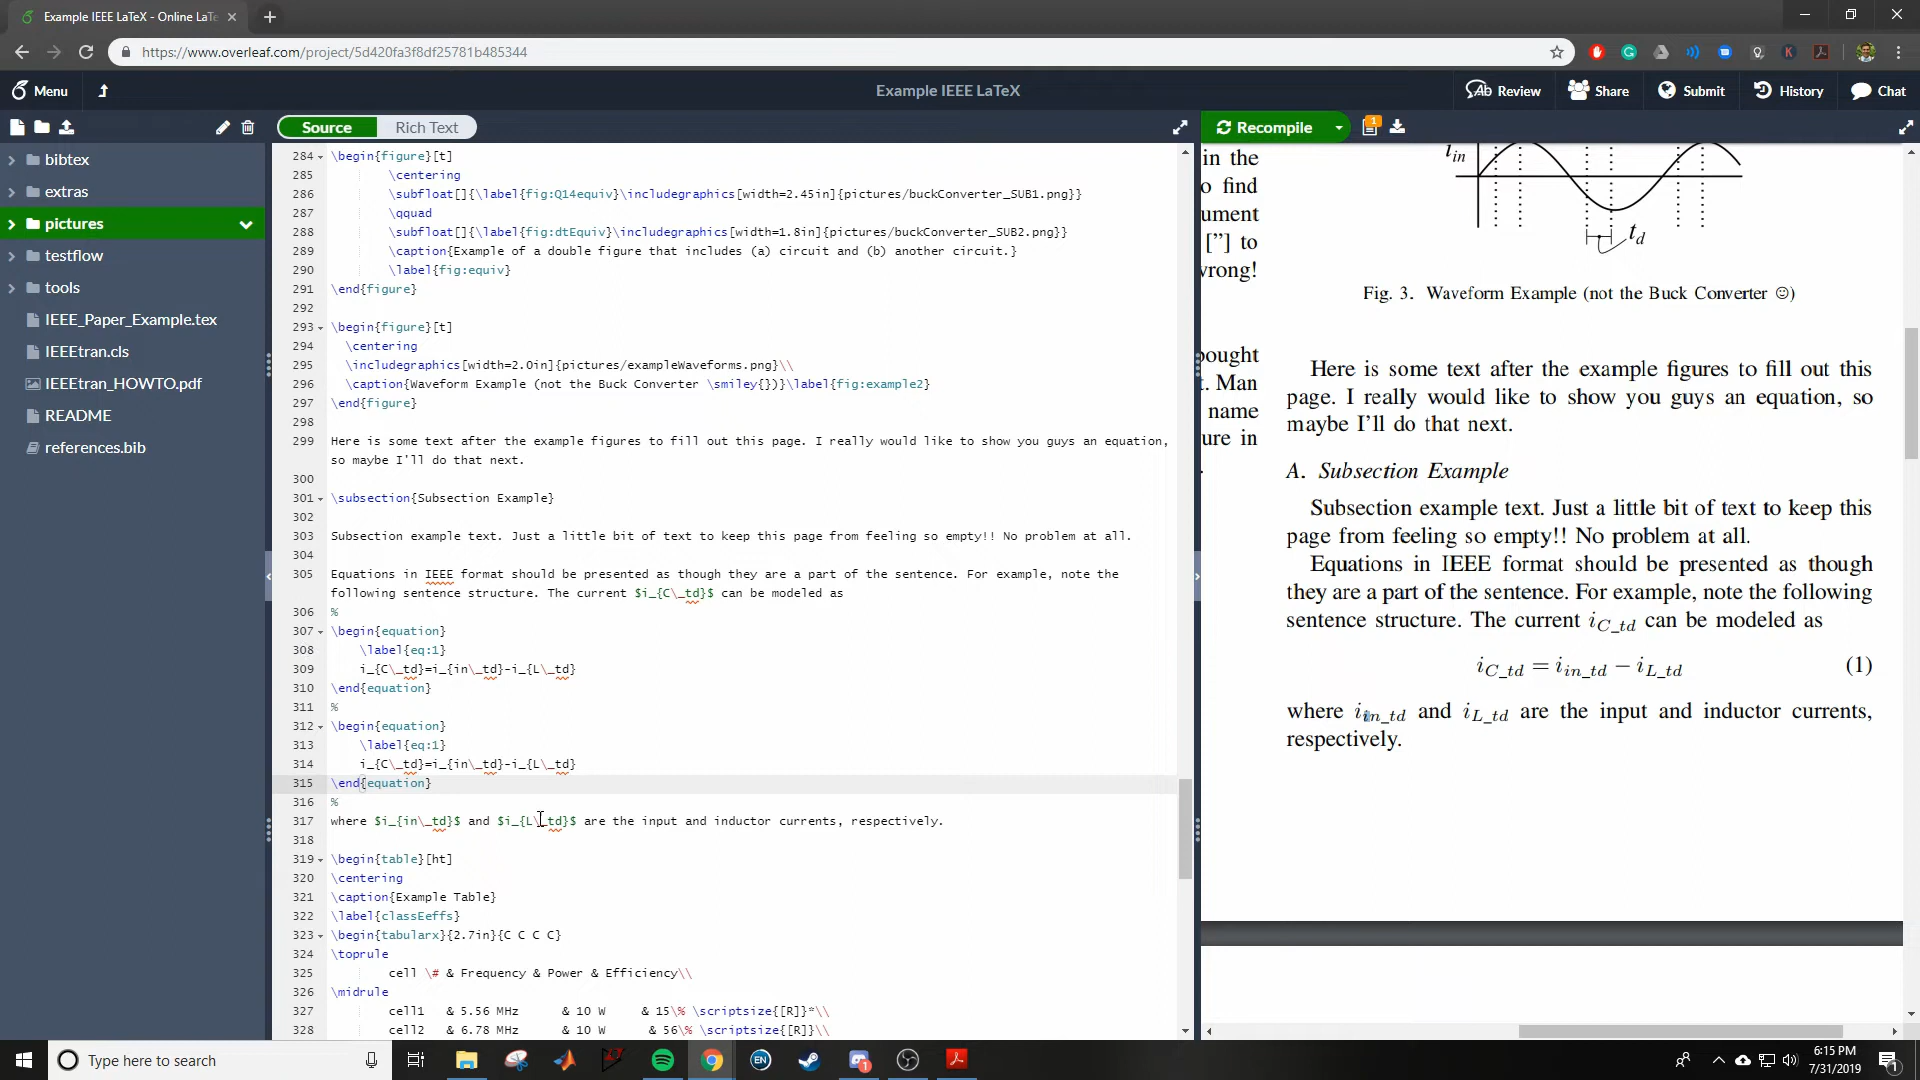 Example IEEE LaTeX - Online LaTe
https://www.overleaf.com/project/5d420fa3f8df25781b485344
Menu
Example IEEE LaTeX
Review
Share
Submit
History
Chat
Source
Rich Text
Recompile
1
bibtex
extras
pictures
testflow
tools
IEEE_Paper_Example.tex
IEEEtran.cls
IEEEtran_HOWTO.pdf
README
references.bib
284 \begin{figure}[t]
285 \centering
286 \subfloat[]{\label{fig:Q14equiv}\includegraphics[width=2.45in]{pictures/buckConverter_SUB1.png}}
287 \qquad
288 \subfloat[]{\label{fig:dtEquiv}\includegraphics[width=1.8in]{pictures/buckConverter_SUB2.png}}
289 \caption{Example of a double figure that includes (a) circuit and (b) another circuit.}
290 \label{fig:equiv}
291 \end{figure}
292
293 \begin{figure}[t]
294 \centering
295 \includegraphics[width=2.0in]{pictures/exampleWaveforms.png}\\
296 \caption{Waveform Example (not the Buck Converter \smiley{})}\label{fig:example2}
297 \end{figure}
298
299 Here is some text after the example figures to fill out this page. I really would like to show you guys an equation,
so maybe I'll do that next.
300
301 \subsection{Subsection Example}
302
303 Subsection example text. Just a little bit of text to keep this page from feeling so empty!! No problem at all.
304
305 Equations in IEEE format should be presented as though they are a part of the sentence. For example, note the
following sentence structure. The current $i_{C\_td}$ can be modeled as
306 %
307 \begin{equation}
308 \label{eq:1}
309 i_{C\_td}=i_{in\_td}-i_{L\_td}
310 \end{equation}
311 %
312 \begin{equation}
313 \label{eq:1}
314 i_{C\_td}=i_{in\_td}-i_{L\_td}
315 \end{equation}
316 %
317 where $i_{in\_td}$ and $i_{L\_td}$ are the input and inductor currents, respectively.
318
319 \begin{table}[ht]
320 \centering
321 \caption{Example Table}
322 \label{classEeffs}
323 \begin{tabularx}{2.7in}{C C C C}
324 \toprule
325 cell \# & Frequency & Power & Efficiency\\
326 \midrule
327 cell1 & 5.56 MHz & 10 W & 15\% \scriptsize{[R]}*\\
328 cell2 & 6.78 MHz & 10 W & 56\% \scriptsize{[R]}\\
in the
o find
ument
["] to
wrong!
ought
. Man
name
ure in
.
i_in
t_d
Fig. 3. Waveform Example (not the Buck Converter ☺)
Here is some text after the example figures to fill out this
page. I really would like to show you guys an equation, so
maybe I'll do that next.
A. Subsection Example
Subsection example text. Just a little bit of text to keep this
page from feeling so empty!! No problem at all.
Equations in IEEE format should be presented as though
they are a part of the sentence. For example, note the following
sentence structure. The current i_C_td can be modeled as
i_C_td = i_in_td − i_L_td (1)
where i_in_td and i_L_td are the input and inductor currents,
respectively.
Type here to search
EN
1
6:15 PM
7/31/2019
1